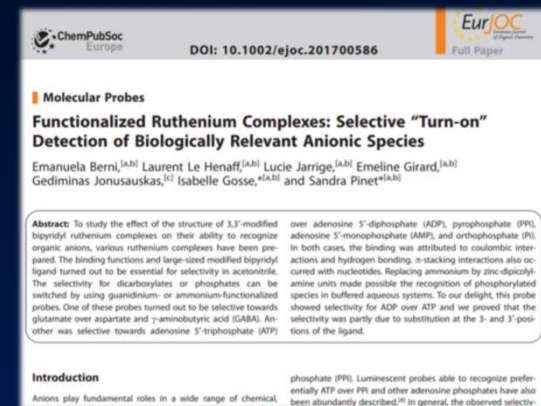 ChemPubSoc
Europe
DOI: 10.1002/ejoc.201700586
EurJOC
European Journal
of Organic Chemistry
Full Paper
Molecular Probes
Functionalized Ruthenium Complexes: Selective “Turn-on”
Detection of Biologically Relevant Anionic Species
Emanuela Berni,[a,b] Laurent Le Henaff,[a,b] Lucie Jarrige,[a,b] Emeline Girard,[a,b]
Gediminas Jonusauskas,[c] Isabelle Gosse,*[a,b] and Sandra Pinet*[a,b]
Abstract: To study the effect of the structure of 3,3′-modified
bipyridyl ruthenium complexes on their ability to recognize
organic anions, various ruthenium complexes have been pre-
pared. The binding functions and large-sized modified bipyridyl
ligand turned out to be essential for selectivity in acetonitrile.
The selectivity for dicarboxylates or phosphates can be
switched by using guanidinium- or ammonium-functionalized
probes. One of these probes turned out to be selective towards
glutamate over aspartate and γ-aminobutyric acid (GABA). An-
other was selective towards adenosine 5′-triphosphate (ATP)
over adenosine 5′-diphosphate (ADP), pyrophosphate (PPi),
adenosine 5′-monophosphate (AMP), and orthophosphate (Pi).
In both cases, the binding was attributed to coulombic inter-
actions and hydrogen bonding. π-stacking interactions also oc-
curred with nucleotides. Replacing ammonium by zinc-dipicolyl-
amine units made possible the recognition of phosphorylated
species in buffered aqueous systems. To our delight, this probe
showed selectivity for ADP over ATP and we proved that the
selectivity was partly due to substitution at the 3- and 3′-posi-
tions of the ligand.
Introduction
Anions play fundamental roles in a wide range of chemical,
phosphate (PPi). Luminescent probes able to recognize prefer-
entially ATP over PPi and other adenosine phosphates have also
been abundantly described.[8] In general, the observed selectiv-